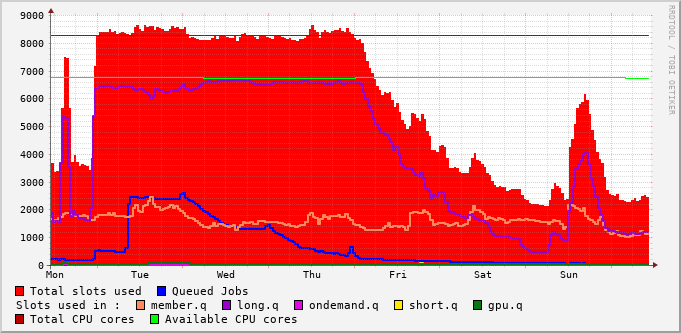 RRDTOOL / TOBI OETIKER
9000
8000
7000
6000
5000
4000
3000
2000
1000
0
Mon Tue Wed Thu Fri Sat Sun
Total slots used Queued Jobs
Slots used in : member.q long.q ondemand.q short.q gpu.q
Total CPU cores Available CPU cores